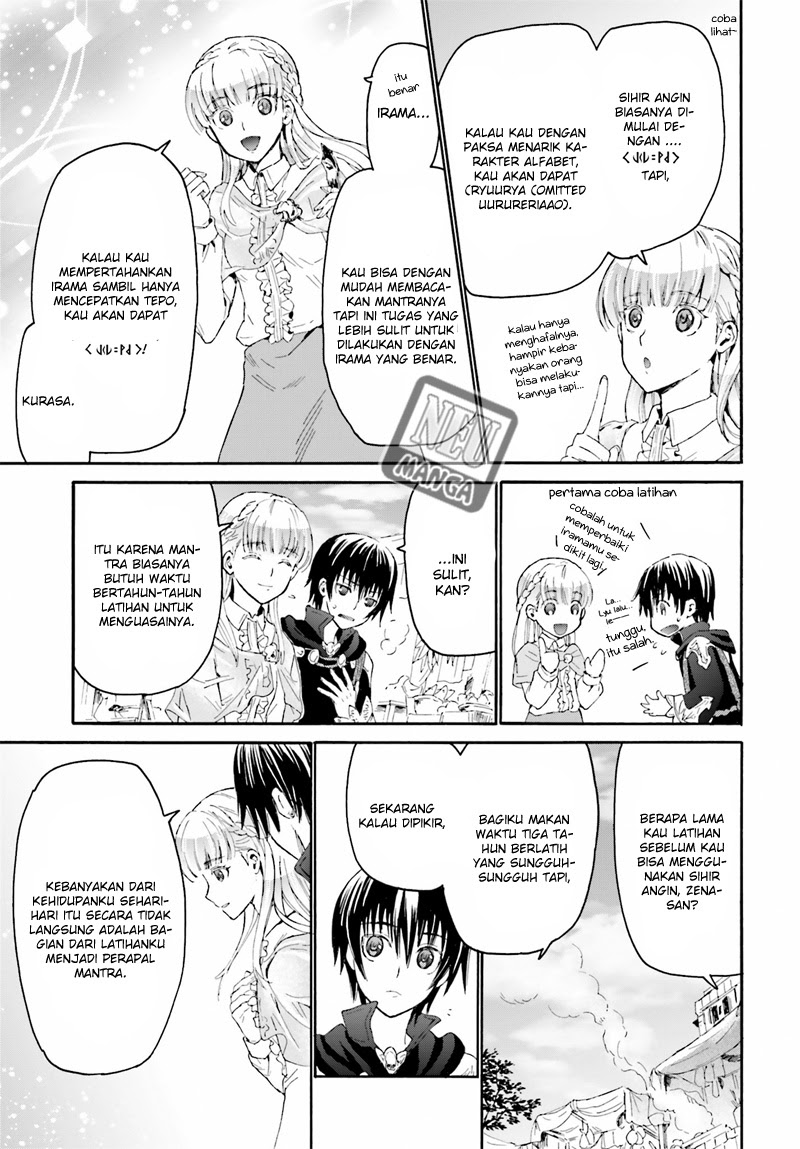 coba
lihat~
SIHIR ANGIN
BIASANYA DI-
MULAI DE-
NGAN ....
TAPI,
KALAU KAU DENGAN
PAKSA MENARIK KA-
RAKTER ALFABET,
KAU AKAN DAPAT
(RYUURYA (OMITTED
UURURERIAAO).
kalau hanya
menghafalnya,
hampir keba-
nyakan orang
bisa melaku-
kannya tapi...
itu
benar
IRAMA...
KAU BISA DENGAN
MUDAH MEMBACA-
KAN MANTRANYA
TAPI INI TUGAS YANG
LEBIH SULIT UNTUK
DILAKUKAN DENGAN
IRAMA YANG BENAR.
KALAU KAU
MEMPERTAHANKAN
IRAMA SAMBIL HANYA
MENCEPATKAN TEPO,
KAU AKAN DAPAT
KURASA.
NEU
MANGA
pertama coba latihan
cobalah untuk
memperbaiki
iramamu se-
dikit lagi
La...
Lyu lalu..
le
tunggu,
itu salah.
...INI
SULIT,
KAN?
ITU KARENA MAN-
TRA BIASANYA
BUTUH WAKTU
BERTAHUN-TAHUN
LATIHAN UNTUK
MENGUASAINYA.
BERAPA LAMA
KAU LATIHAN
SEBELUM KAU
BISA MENGGU-
NAKAN SIHIR
ANGIN, ZENA-
SAN?
BAGIKU MAKAN
WAKTU TIGA TA-
HUN BERLATIH
YANG SUNGGUH-
SUNGGUH TAPI,
SEKARANG
KALAU DIPIKIR,
KEBANYAKAN DARI
KEHIDUPANKU SEHARI-
HARI ITU SECARA TIDAK
LANGSUNG ADALAH BA-
GIAN DARI LATIHANKU
MENJADI PERAPAL
MANTRA.